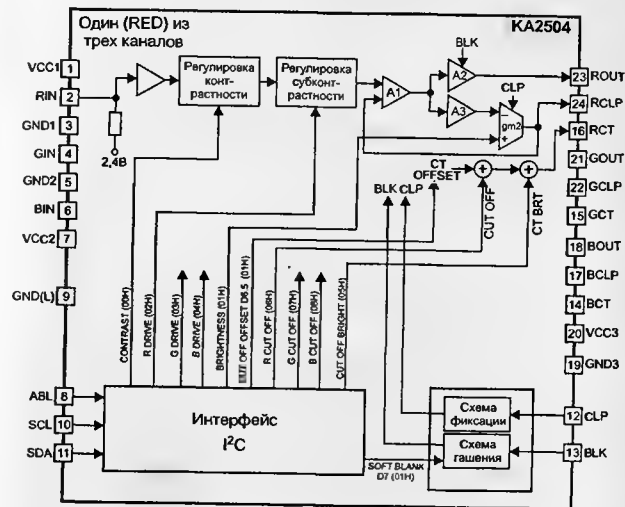 Один (RED) из
трех каналов
KA2504
VCC1
1
RIN
2
GND1
3
GIN
4
GND2
5
BIN
6
VCC2
7
GND(L)
9
ABL
8
SCL
10
SDA
11
2,4В
Регулировка
конт-
растности
Регулировка
субконт-
растности
A1
BLK
A2
A3
CLP
−
gm2
+
23
ROUT
24
RCLP
16
RCT
21
GOUT
22
GCLP
15
GCT
18
BOUT
17
BCLP
14
BCT
20
VCC3
19
GND3
12
CLP
13
BLK
CT
OFFSET
BLK
CLP
+
+
CUT OFF
CT BRT
CONTRAST (00H)
R DRIVE (02H)
G DRIVE (03H)
B DRIVE (04H)
BRIGHTNESS (01H)
OFF OFFSET D6.5 (01H)
R CUT OFF (06H)
G CUT OFF (07H)
B CUT OFF (08H)
CUT OFF BRIGHT (05H)
Интерфейс
I²C
Схема
фиксации
Схема
гашения
SOFT BLANK
D7 (01H)